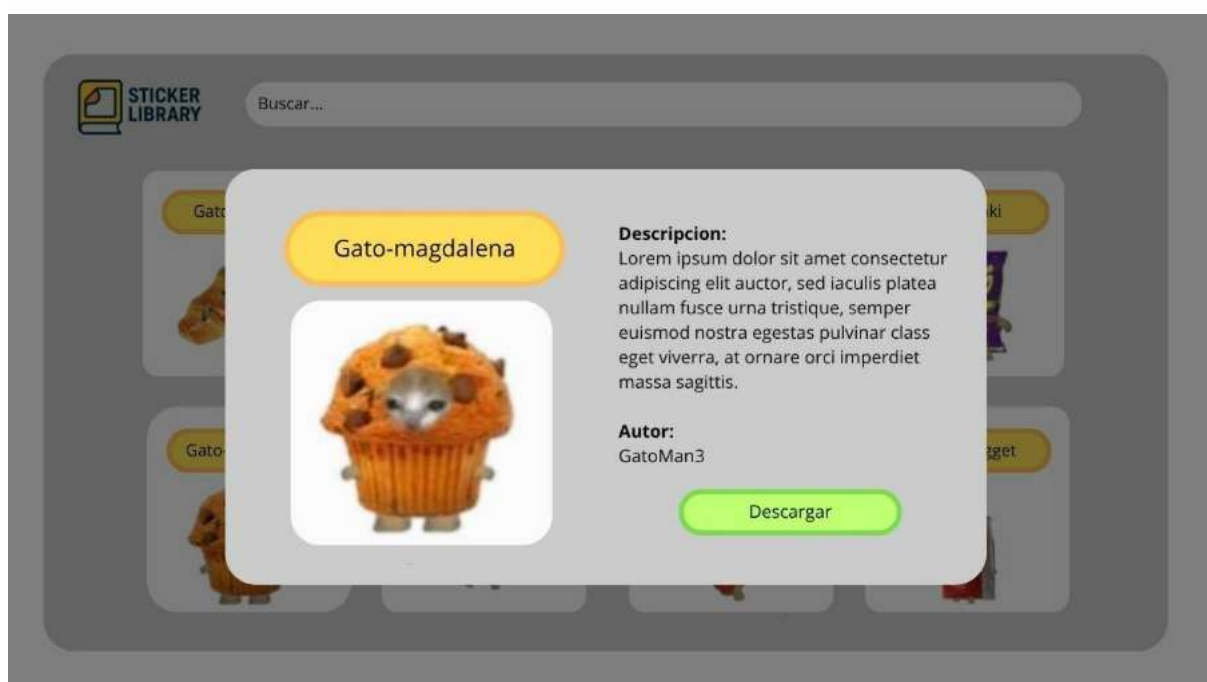 STICKER
LIBRARY
Buscar...
Gato-magdalena
Descripcion:
Lorem ipsum dolor sit amet consectetur
adipiscing elit auctor, sed iaculis platea
nullam fusce urna tristique, semper
euismod nostra egestas pulvinar class
eget viverra, at ornare orci imperdiet
massa sagittis.
Autor:
GatoMan3
Descargar
Gato-